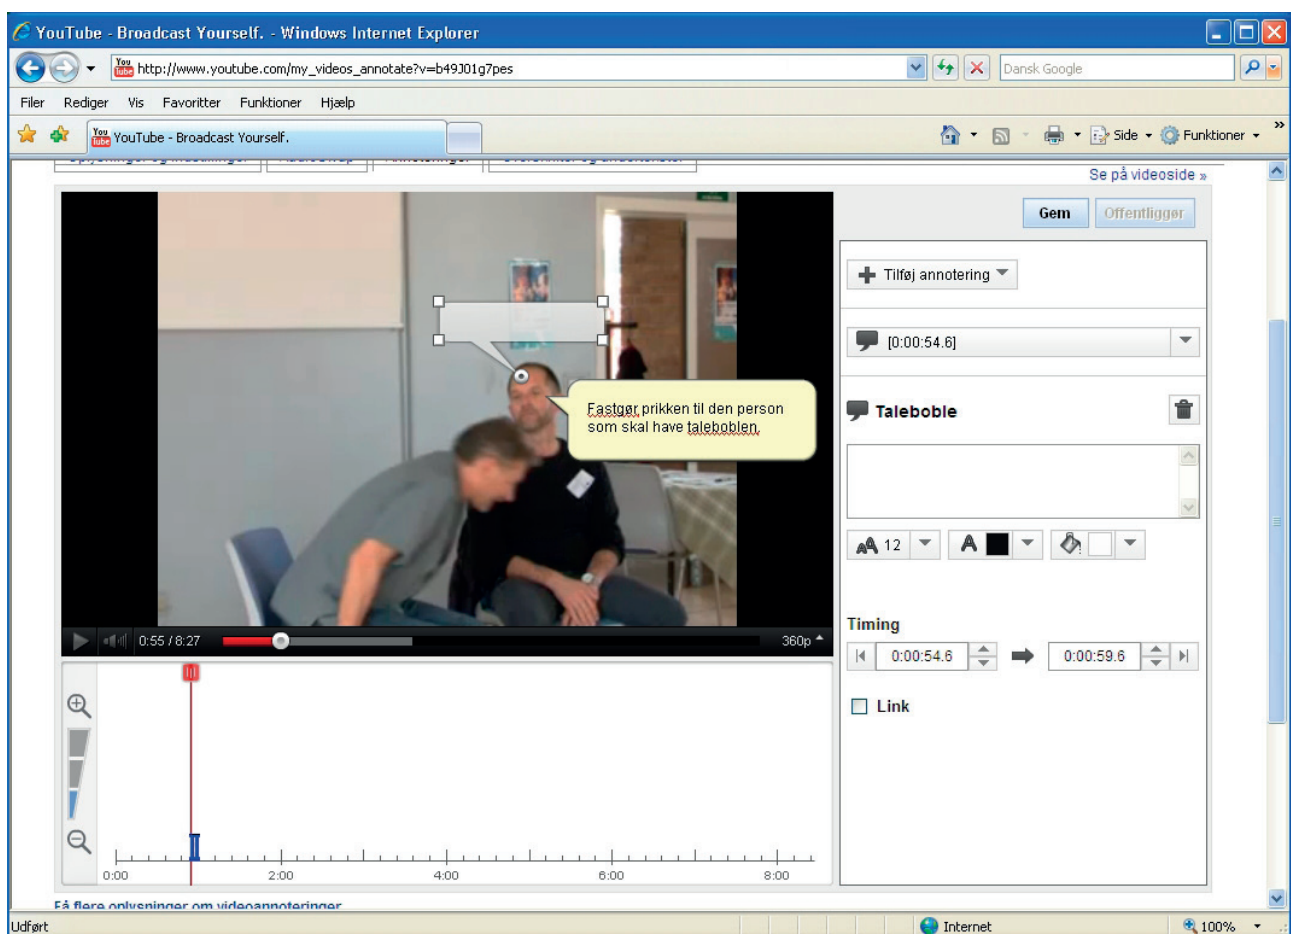 YouTube - Broadcast Yourself. - Windows Internet Explorer
You Tube http://www.youtube.com/my_videos_annotate?v=b49J01g7pes
Dansk Google
Filer Rediger Vis Favoritter Funktioner Hjælp
You Tube YouTube - Broadcast Yourself.
Side Funktioner
Se på videoside »
Gem Offentliggør
Tilføj annotering
[0:00:54.6]
Taleboble
Fastgør prikken til den person
som skal have taleboblen.
A 12 A
Timing
0:00:54.6 0:00:59.6
Link
0:55 / 8:27 360p
0:00 2:00 4:00 6:00 8:00
Få flere oplysninger om videoannoteringer
Udført Internet 100%